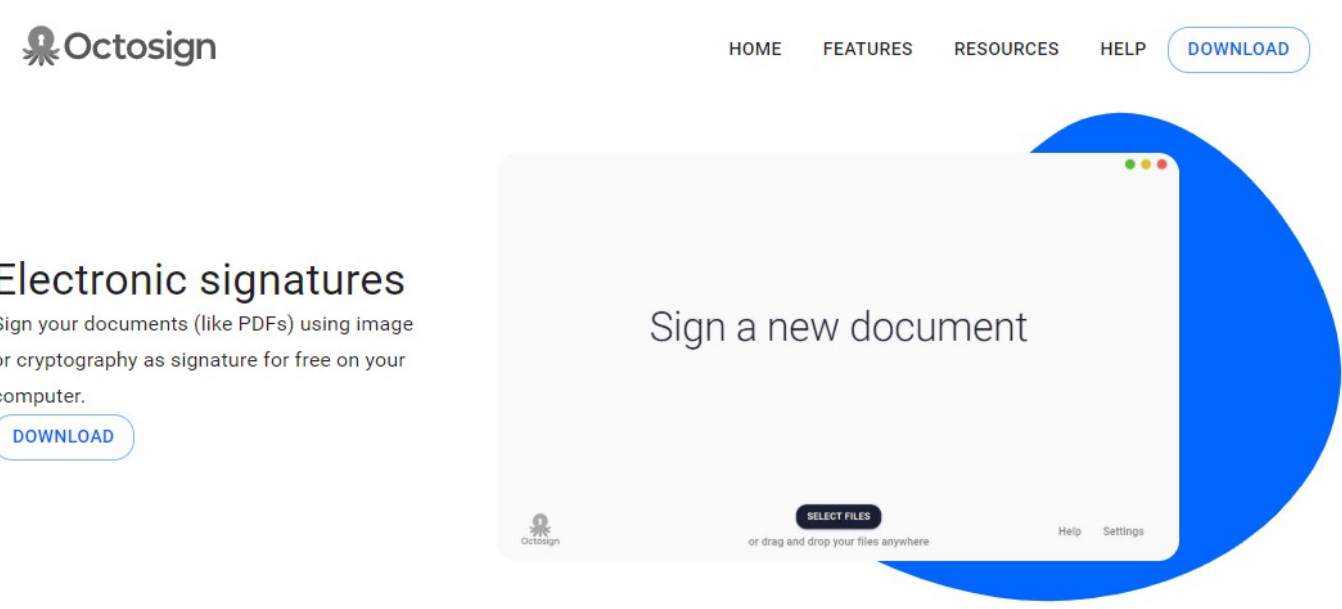 Octosign
HOME FEATURES RESOURCES HELP DOWNLOAD
Electronic signatures
Sign your documents (like PDFs) using image
or cryptography as signature for free on your
computer.
DOWNLOAD
Sign a new document
SELECT FILES
or drag and drop your files anywhere
Octosign
Help Settings